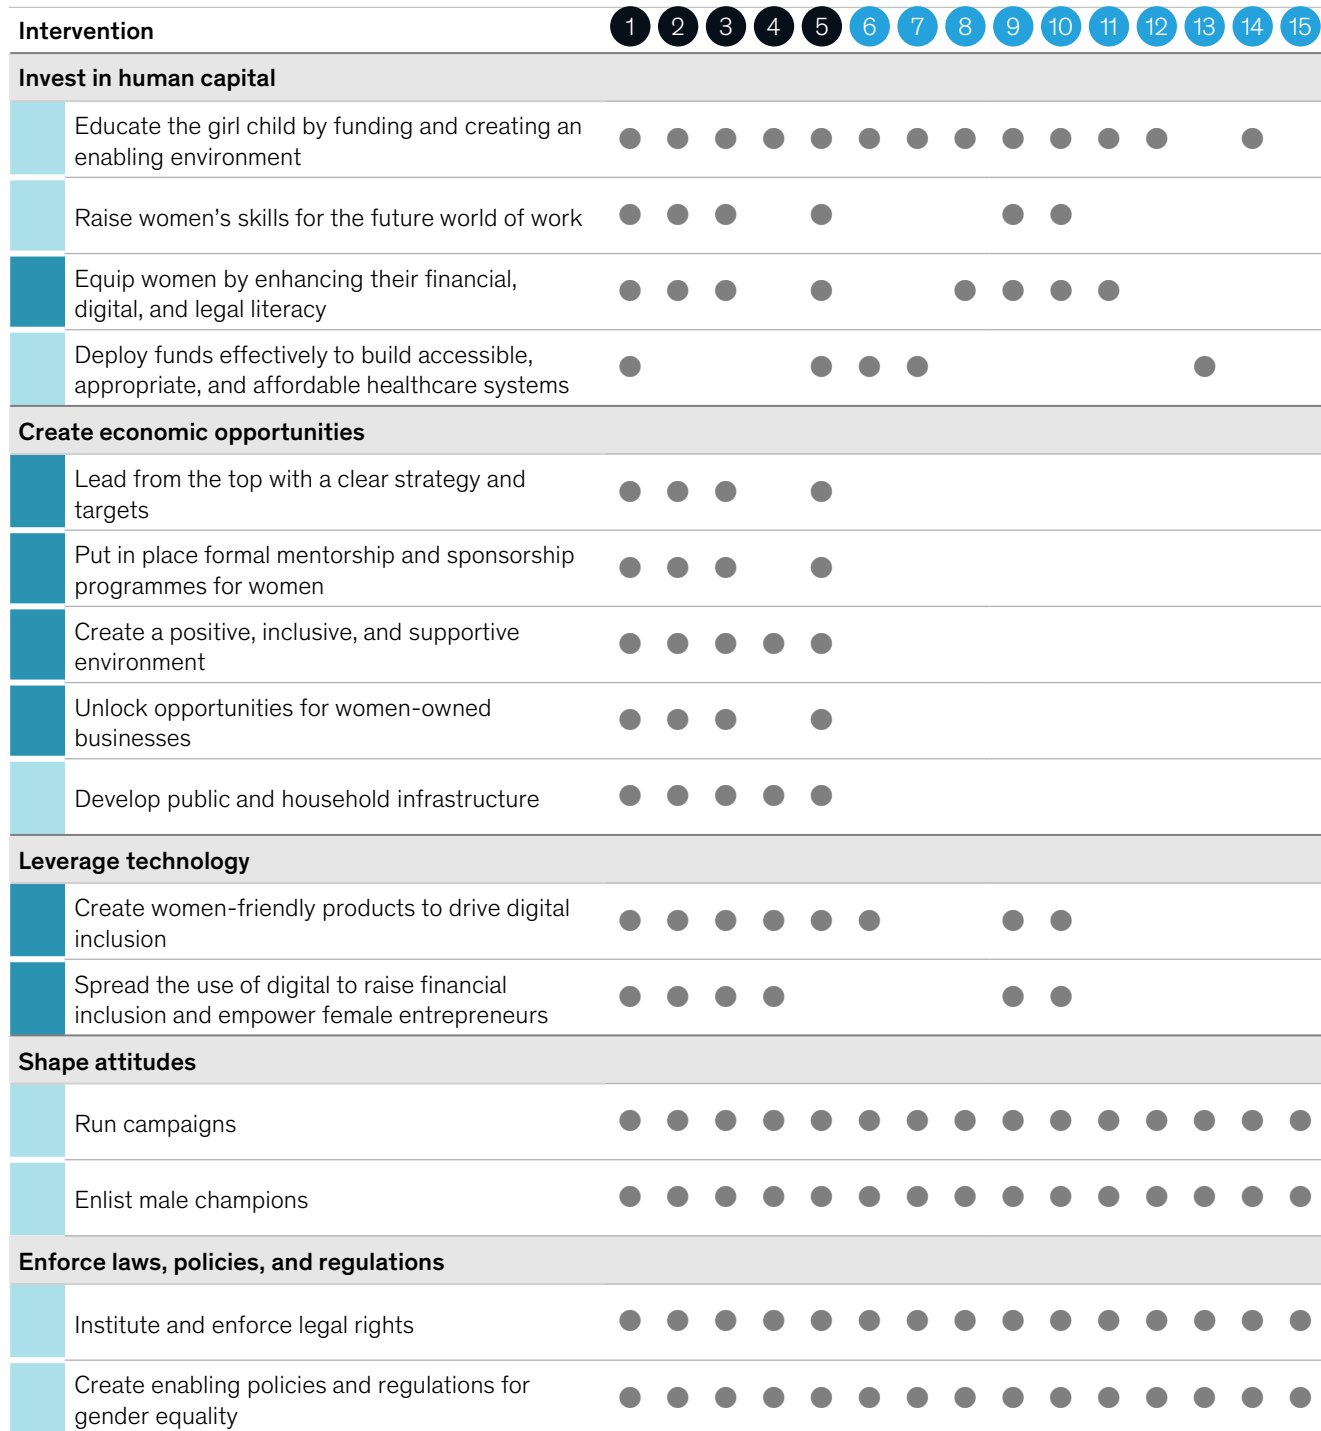 Intervention 1 2 3 4 5 6 7 8 9 10 11 12 13 14 15
Invest in human capital
Educate the girl child by funding and creating an
enabling environment
Raise women’s skills for the future world of work
Equip women by enhancing their financial,
digital, and legal literacy
Deploy funds effectively to build accessible,
appropriate, and affordable healthcare systems
Create economic opportunities
Lead from the top with a clear strategy and
targets
Put in place formal mentorship and sponsorship
programmes for women
Create a positive, inclusive, and supportive
environment
Unlock opportunities for women-owned
businesses
Develop public and household infrastructure
Leverage technology
Create women-friendly products to drive digital
inclusion
Spread the use of digital to raise financial
inclusion and empower female entrepreneurs
Shape attitudes
Run campaigns
Enlist male champions
Enforce laws, policies, and regulations
Institute and enforce legal rights
Create enabling policies and regulations for
gender equality